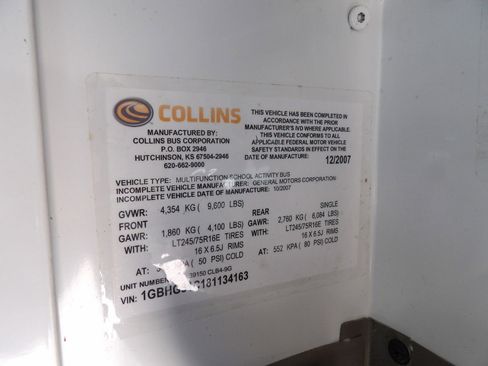 COLLINS
MANUFACTURED BY:
COLLINS BUS CORPORATION
P.O. BOX 2946
HUTCHINSON, KS 67504-2946
620-662-9000
THIS VEHICLE HAS BEEN COMPLETED IN
ACCORDANCE WITH THE PRIOR
MANUFACTURER'S IVD WHERE APPLICABLE.
THIS VEHICLE CONFORMS TO ALL
APPLICABLE FEDERAL MOTOR VEHICLE
SAFETY STANDARDS IN EFFECT ON THE
DATE OF MANUFACTURE: 12/2007
VEHICLE TYPE: MULTIFUNCTION SCHOOL ACTIVITY BUS
INCOMPLETE VEHICLE MANUFACTURER: GENERAL MOTORS CORPORATION
INCOMPLETE VEHICLE DATE OF MANUFACTURE: 10/2007
GVWR: 4,354 KG ( 9,600 LBS)
FRONT REAR SINGLE
GAWR: 1,860 KG ( 4,100 LBS) GAWR: 2,760 KG ( 6,084 LBS)
WITH: LT245/75R16E TIRES WITH: LT245/75R16E TIRES
16 X 6.5J RIMS 16 X 6.5J RIMS
AT: KPA ( 50 PSI) COLD AT: 552 KPA ( 80 PSI) COLD
UNIT NUMBER 39150 CLB4-9G
VIN: